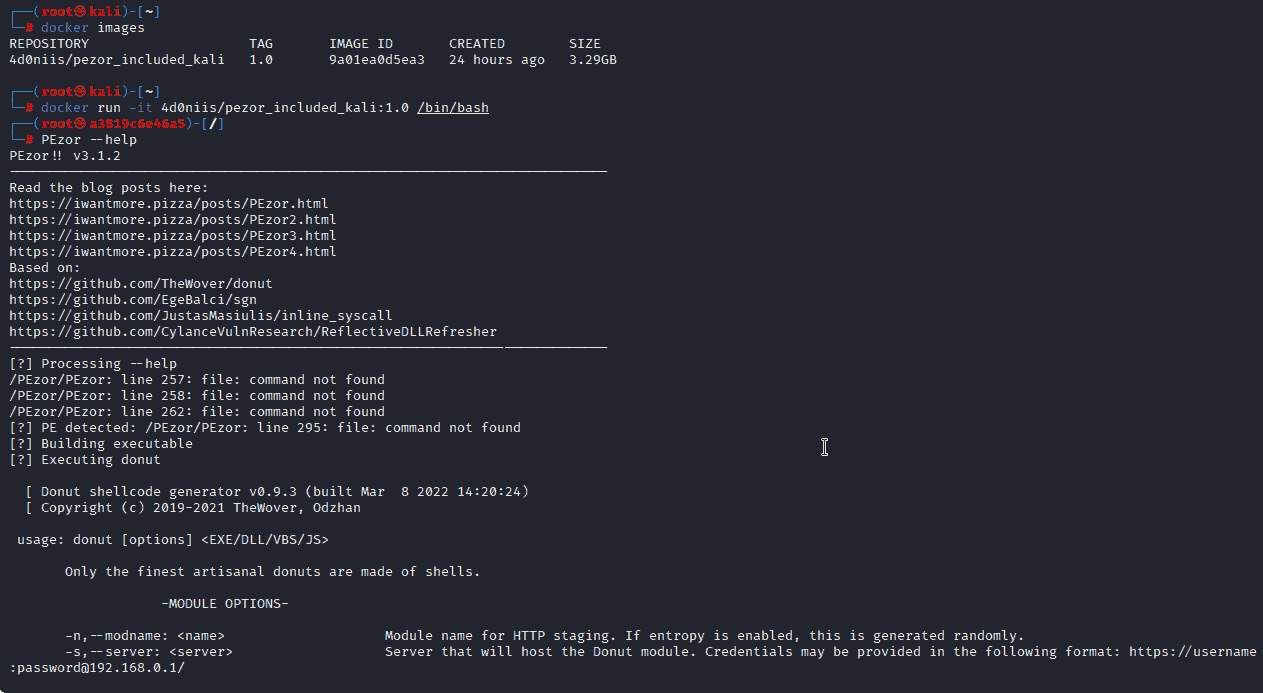 ┌──(root㉿kali)-[~]
└─# docker images
REPOSITORY                    TAG       IMAGE ID       CREATED        SIZE
4d0niis/pezor_included_kali   1.0       9a01ea0d5ea3   24 hours ago   3.29GB
┌──(root㉿kali)-[~]
└─# docker run -it 4d0niis/pezor_included_kali:1.0 /bin/bash
┌──(root㉿a3819c6e46a5)-[/]
└─# PEzor --help
PEzor!! v3.1.2
---------------------------------------------------------------------------
Read the blog posts here:
https://iwantmore.pizza/posts/PEzor.html
https://iwantmore.pizza/posts/PEzor2.html
https://iwantmore.pizza/posts/PEzor3.html
https://iwantmore.pizza/posts/PEzor4.html
Based on:
https://github.com/TheWover/donut
https://github.com/EgeBalci/sgn
https://github.com/JustasMasiulis/inline_syscall
https://github.com/CylanceVulnResearch/ReflectiveDLLRefresher
---------------------------------------------------------------------------
[?] Processing --help
/PEzor/PEzor: line 257: file: command not found
/PEzor/PEzor: line 258: file: command not found
/PEzor/PEzor: line 262: file: command not found
[?] PE detected: /PEzor/PEzor: line 295: file: command not found
[?] Building executable
[?] Executing donut
  [ Donut shellcode generator v0.9.3 (built Mar  8 2022 14:20:24)
  [ Copyright (c) 2019-2021 TheWover, Odzhan
 usage: donut [options] <EXE/DLL/VBS/JS>
       Only the finest artisanal donuts are made of shells.
                   -MODULE OPTIONS-
       -n,--modname: <name>                    Module name for HTTP staging. If entropy is enabled, this is generated randomly.
       -s,--server: <server>                   Server that will host the Donut module. Credentials may be provided in the following format: https://username
:password@192.168.0.1/